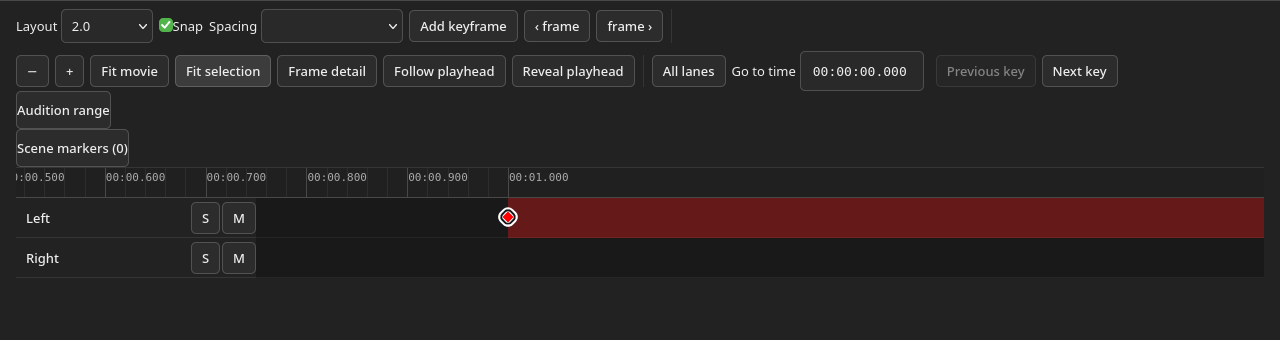 Layout 2.0 Snap Spacing Add keyframe ‹ frame frame ›
− + Fit movie Fit selection Frame detail Follow playhead Reveal playhead All lanes Go to time 00:00:00.000 Previous key Next key
Audition range
Scene markers (0)
:00.500 00:00.600 00:00.700 00:00.800 00:00.900 00:01.000
Left S M
Right S M